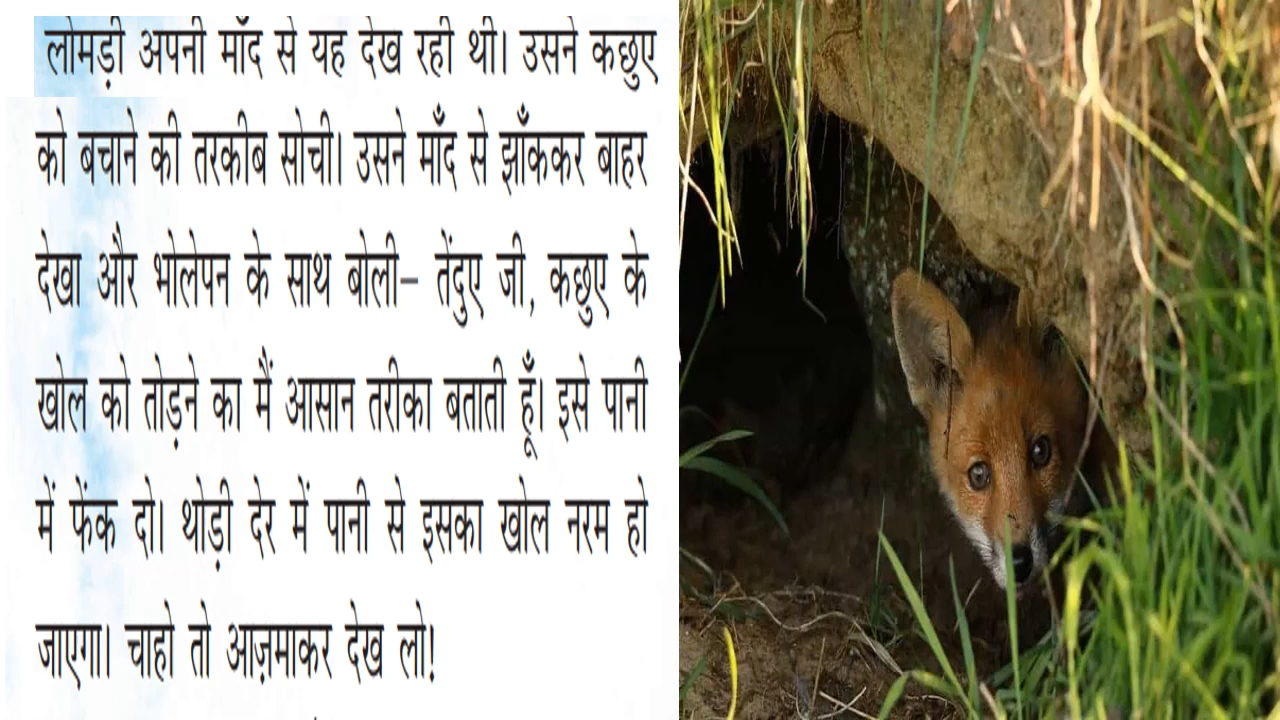 लोमड़ी अपनी माँद से यह देख रही थी। उसने कछुए
को बचाने की तरकीब सोची। उसने माँद से झाँककर बाहर
देखा और भोलेपन के साथ बोली– तेंदुए जी, कछुए के
खोल को तोड़ने का मैं आसान तरीका बताती हूँ। इसे पानी
में फेंक दो। थोड़ी देर में पानी से इसका खोल नरम हो
जाएगा। चाहो तो आज़माकर देख लो!